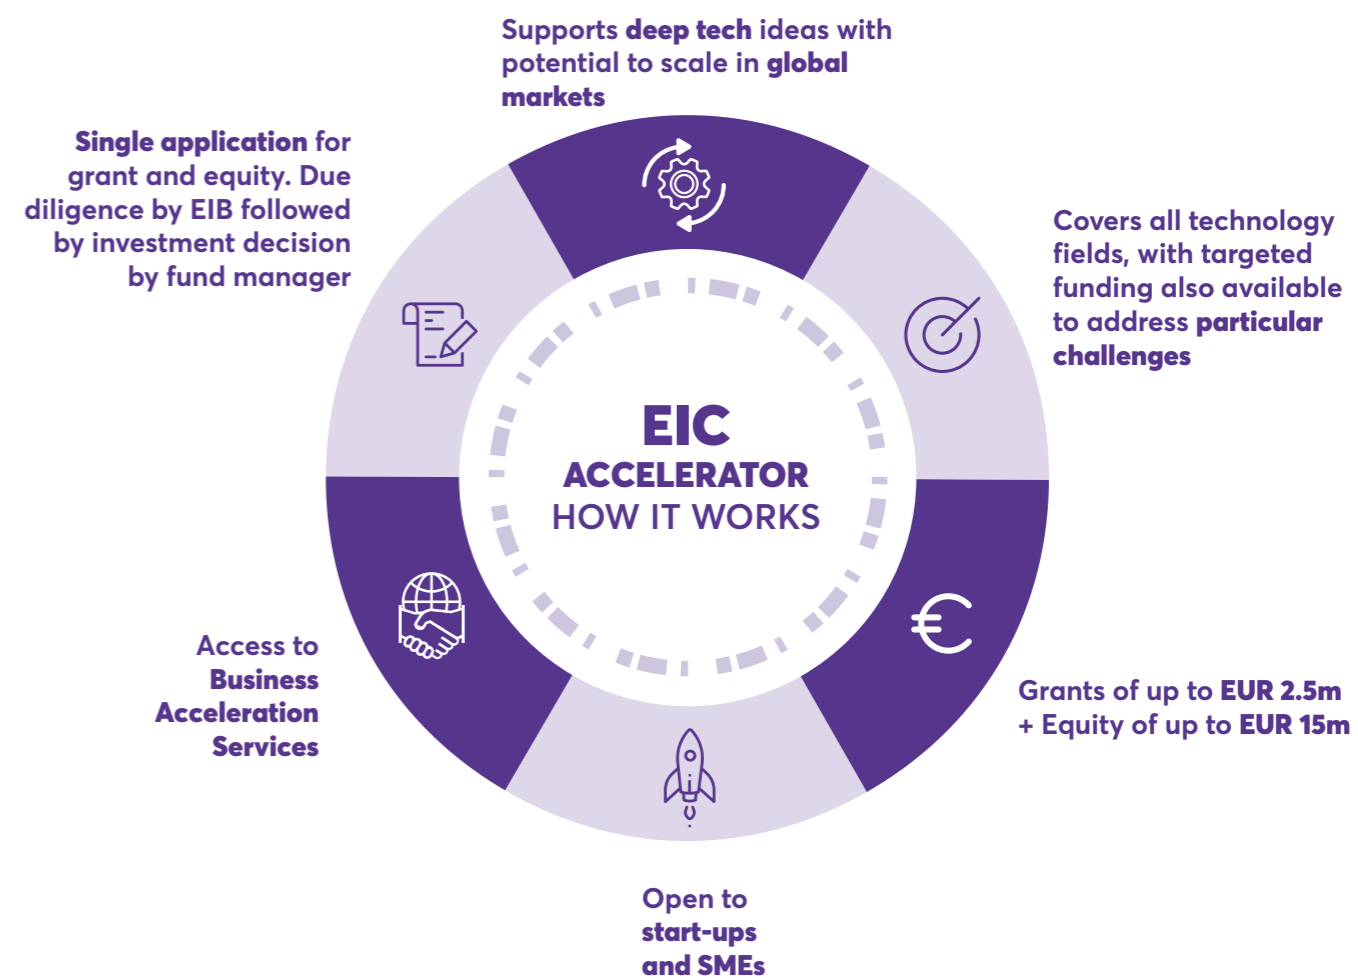 Supports deep tech ideas with
potential to scale in global
markets
Single application for
grant and equity. Due
diligence by EIB followed
by investment decision
by fund manager
Covers all technology
fields, with targeted
funding also available
to address particular
challenges
EIC
ACCELERATOR
HOW IT WORKS
Access to
Business
Acceleration
Services
Grants of up to EUR 2.5m
+ Equity of up to EUR 15m
Open to
start-ups
and SMEs